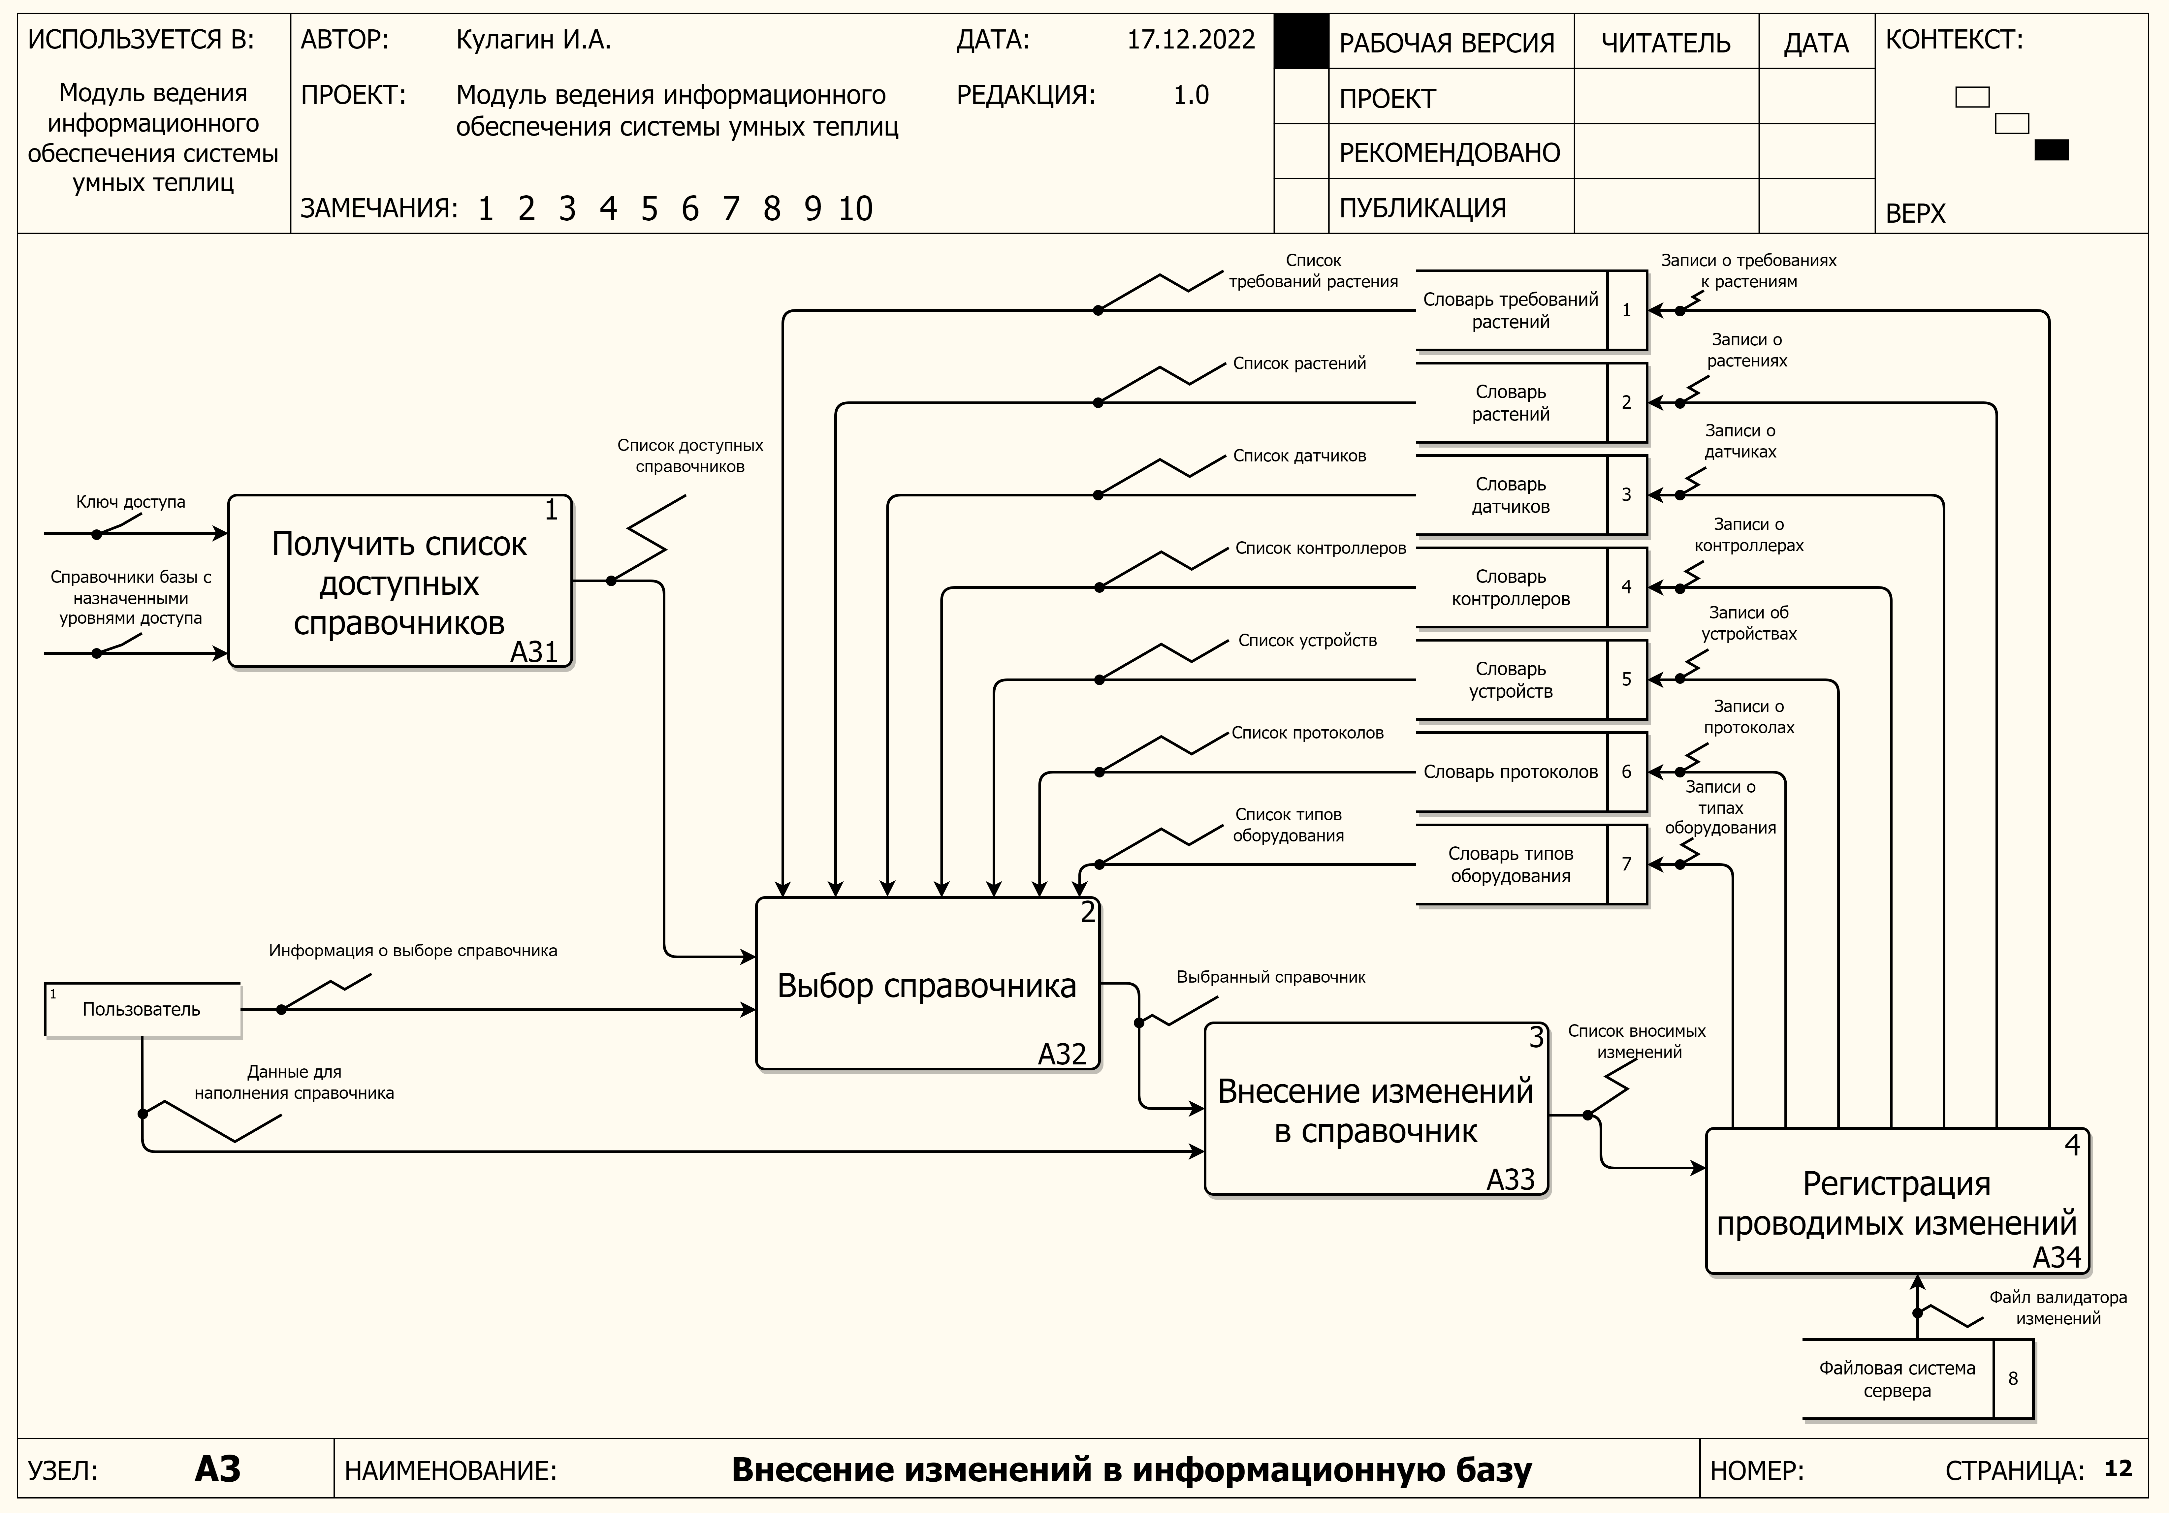 ИСПОЛЬЗУЕТСЯ В:
Модуль ведения
информационного
обеспечения системы
умных теплиц
АВТОР:
Кулагин И.А.
ДАТА:
17.12.2022
ПРОЕКТ:
Модуль ведения информационного
обеспечения системы умных теплиц
РЕДАКЦИЯ:
1.0
ЗАМЕЧАНИЯ: 1 2 3 4 5 6 7 8 9 10
РАБОЧАЯ ВЕРСИЯ
ЧИТАТЕЛЬ
ДАТА
ПРОЕКТ
РЕКОМЕНДОВАНО
ПУБЛИКАЦИЯ
КОНТЕКСТ:
ВЕРХ
Список
требований растения
Словарь требований
растений
1
Записи о требованиях
к растениям
Список растений
Словарь
растений
2
Записи о
растениях
Список датчиков
Словарь
датчиков
3
Записи о
датчиках
Список контроллеров
Словарь
контроллеров
4
Записи о
контроллерах
Список устройств
Словарь
устройств
5
Записи об
устройствах
Список протоколов
Словарь протоколов
6
Записи о
протоколах
Список типов
оборудования
Словарь типов
оборудования
7
Записи о
типах
оборудования
Ключ доступа
Справочники базы с
назначенными
уровнями доступа
1
Получить список
доступных
справочников
А31
Список доступных
справочников
1
Пользователь
Информация о выборе справочника
Данные для
наполнения справочника
2
Выбор справочника
А32
Выбранный справочник
3
Внесение изменений
в справочник
А33
Список вносимых
изменений
4
Регистрация
проводимых изменений
А34
Файл валидатора
изменений
Файловая система
сервера
8
УЗЕЛ:
А3
НАИМЕНОВАНИЕ:
Внесение изменений в информационную базу
НОМЕР:
СТРАНИЦА: 12